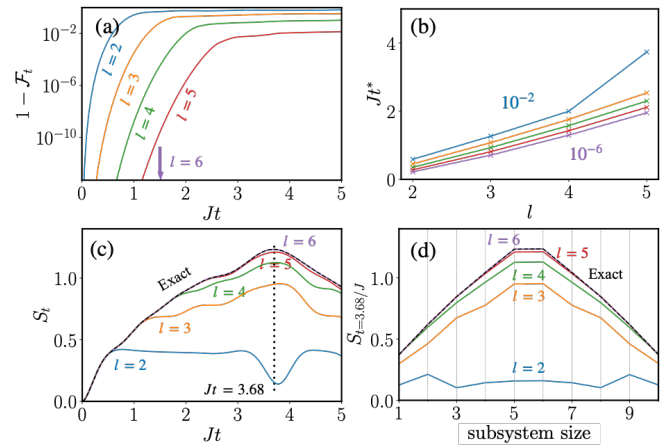 (a)
1 − 𝓕ₜ
10⁻²
10⁻⁶
10⁻¹⁰
l = 2
l = 3
l = 4
l = 5
l = 6
0 1 2 3 4 5
Jt
(b)
Jt*
4
2
0
10⁻²
10⁻⁶
2 3 4 5
l
(c)
Sₜ
1.0
0.5
0.0
Exact
l = 6
l = 5
l = 4
l = 3
l = 2
Jt = 3.68
0 1 2 3 4 5
Jt
(d)
Sₜ₌₃.₆₈/J
1.0
0.5
0.0
l = 6
l = 5
l = 4
Exact
l = 3
l = 2
1 3 5 7 9
subsystem size